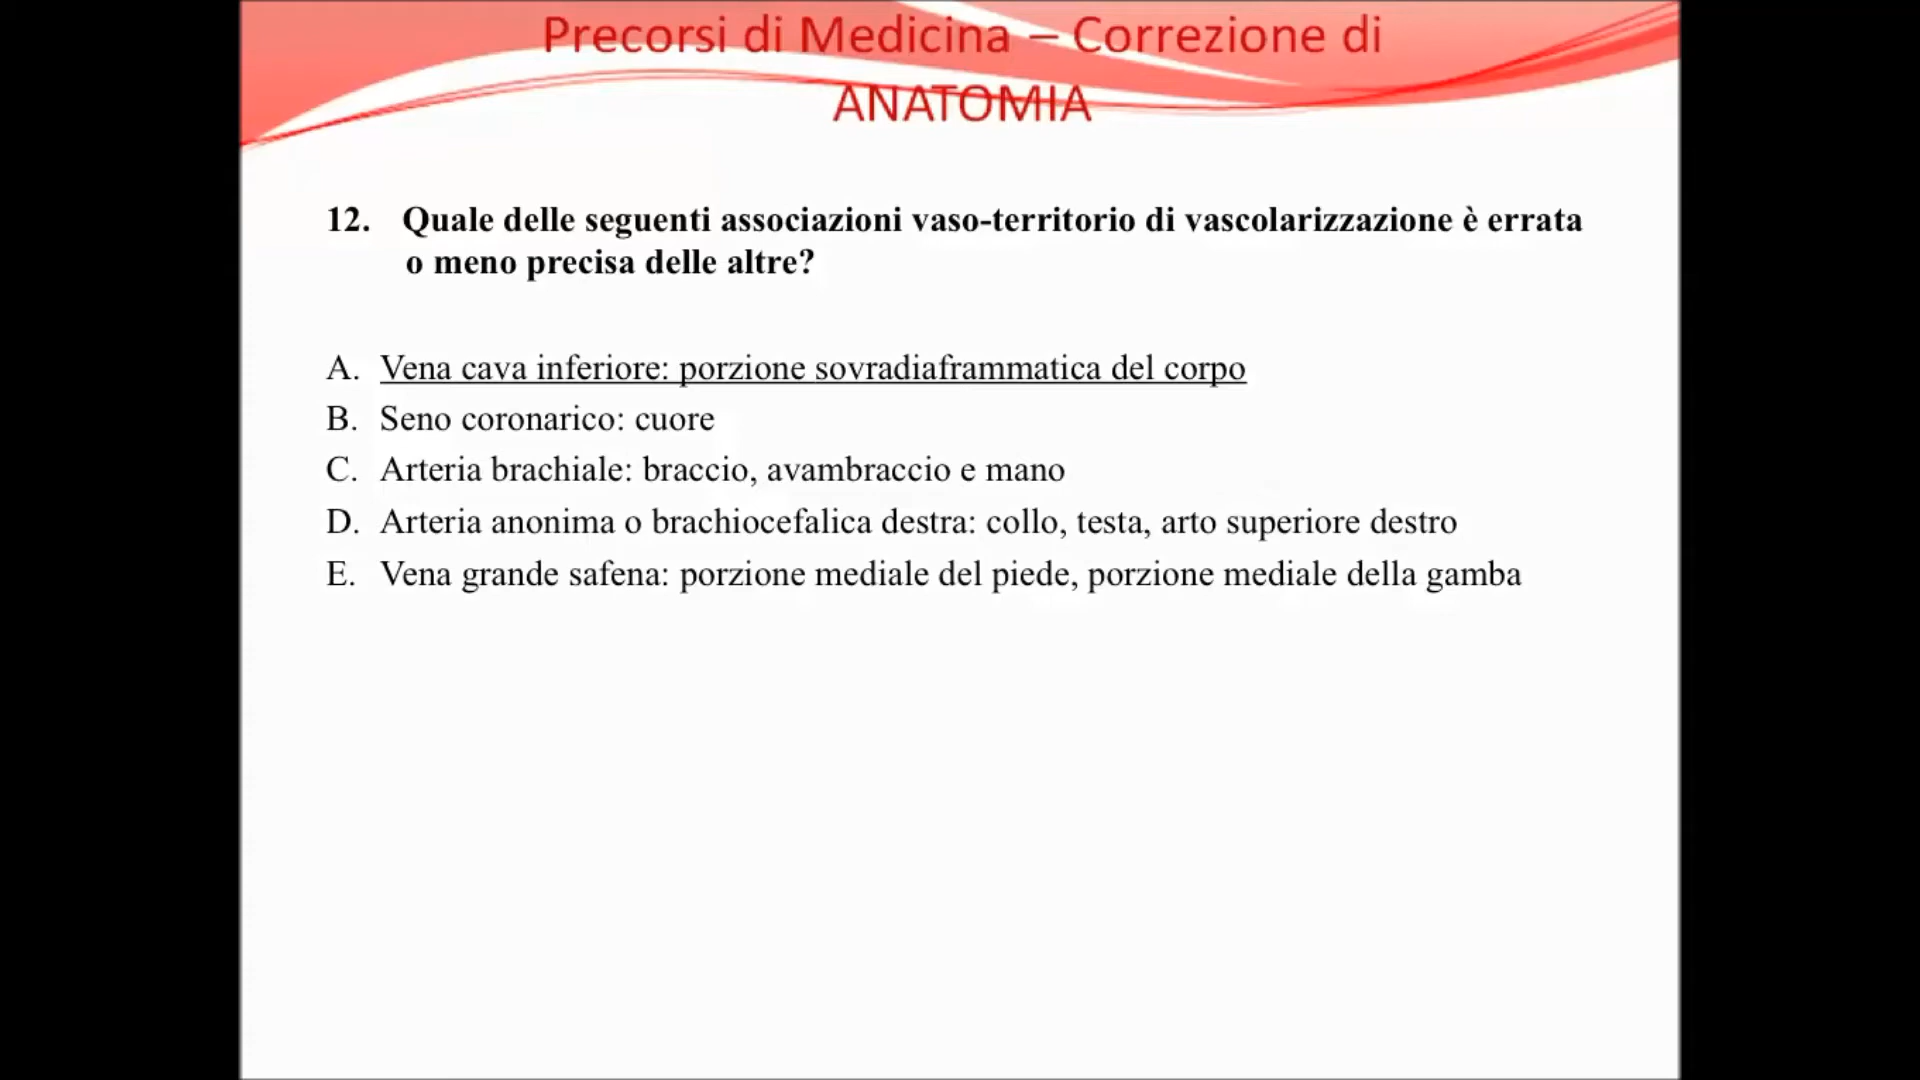 Precorsi di Medicina – Correzione di
ANATOMIA
12. Quale delle seguenti associazioni vaso-territorio di vascolarizzazione è errata
o meno precisa delle altre?
A. Vena cava inferiore: porzione sovradiaframmatica del corpo
B. Seno coronarico: cuore
C. Arteria brachiale: braccio, avambraccio e mano
D. Arteria anonima o brachiocefalica destra: collo, testa, arto superiore destro
E. Vena grande safena: porzione mediale del piede, porzione mediale della gamba